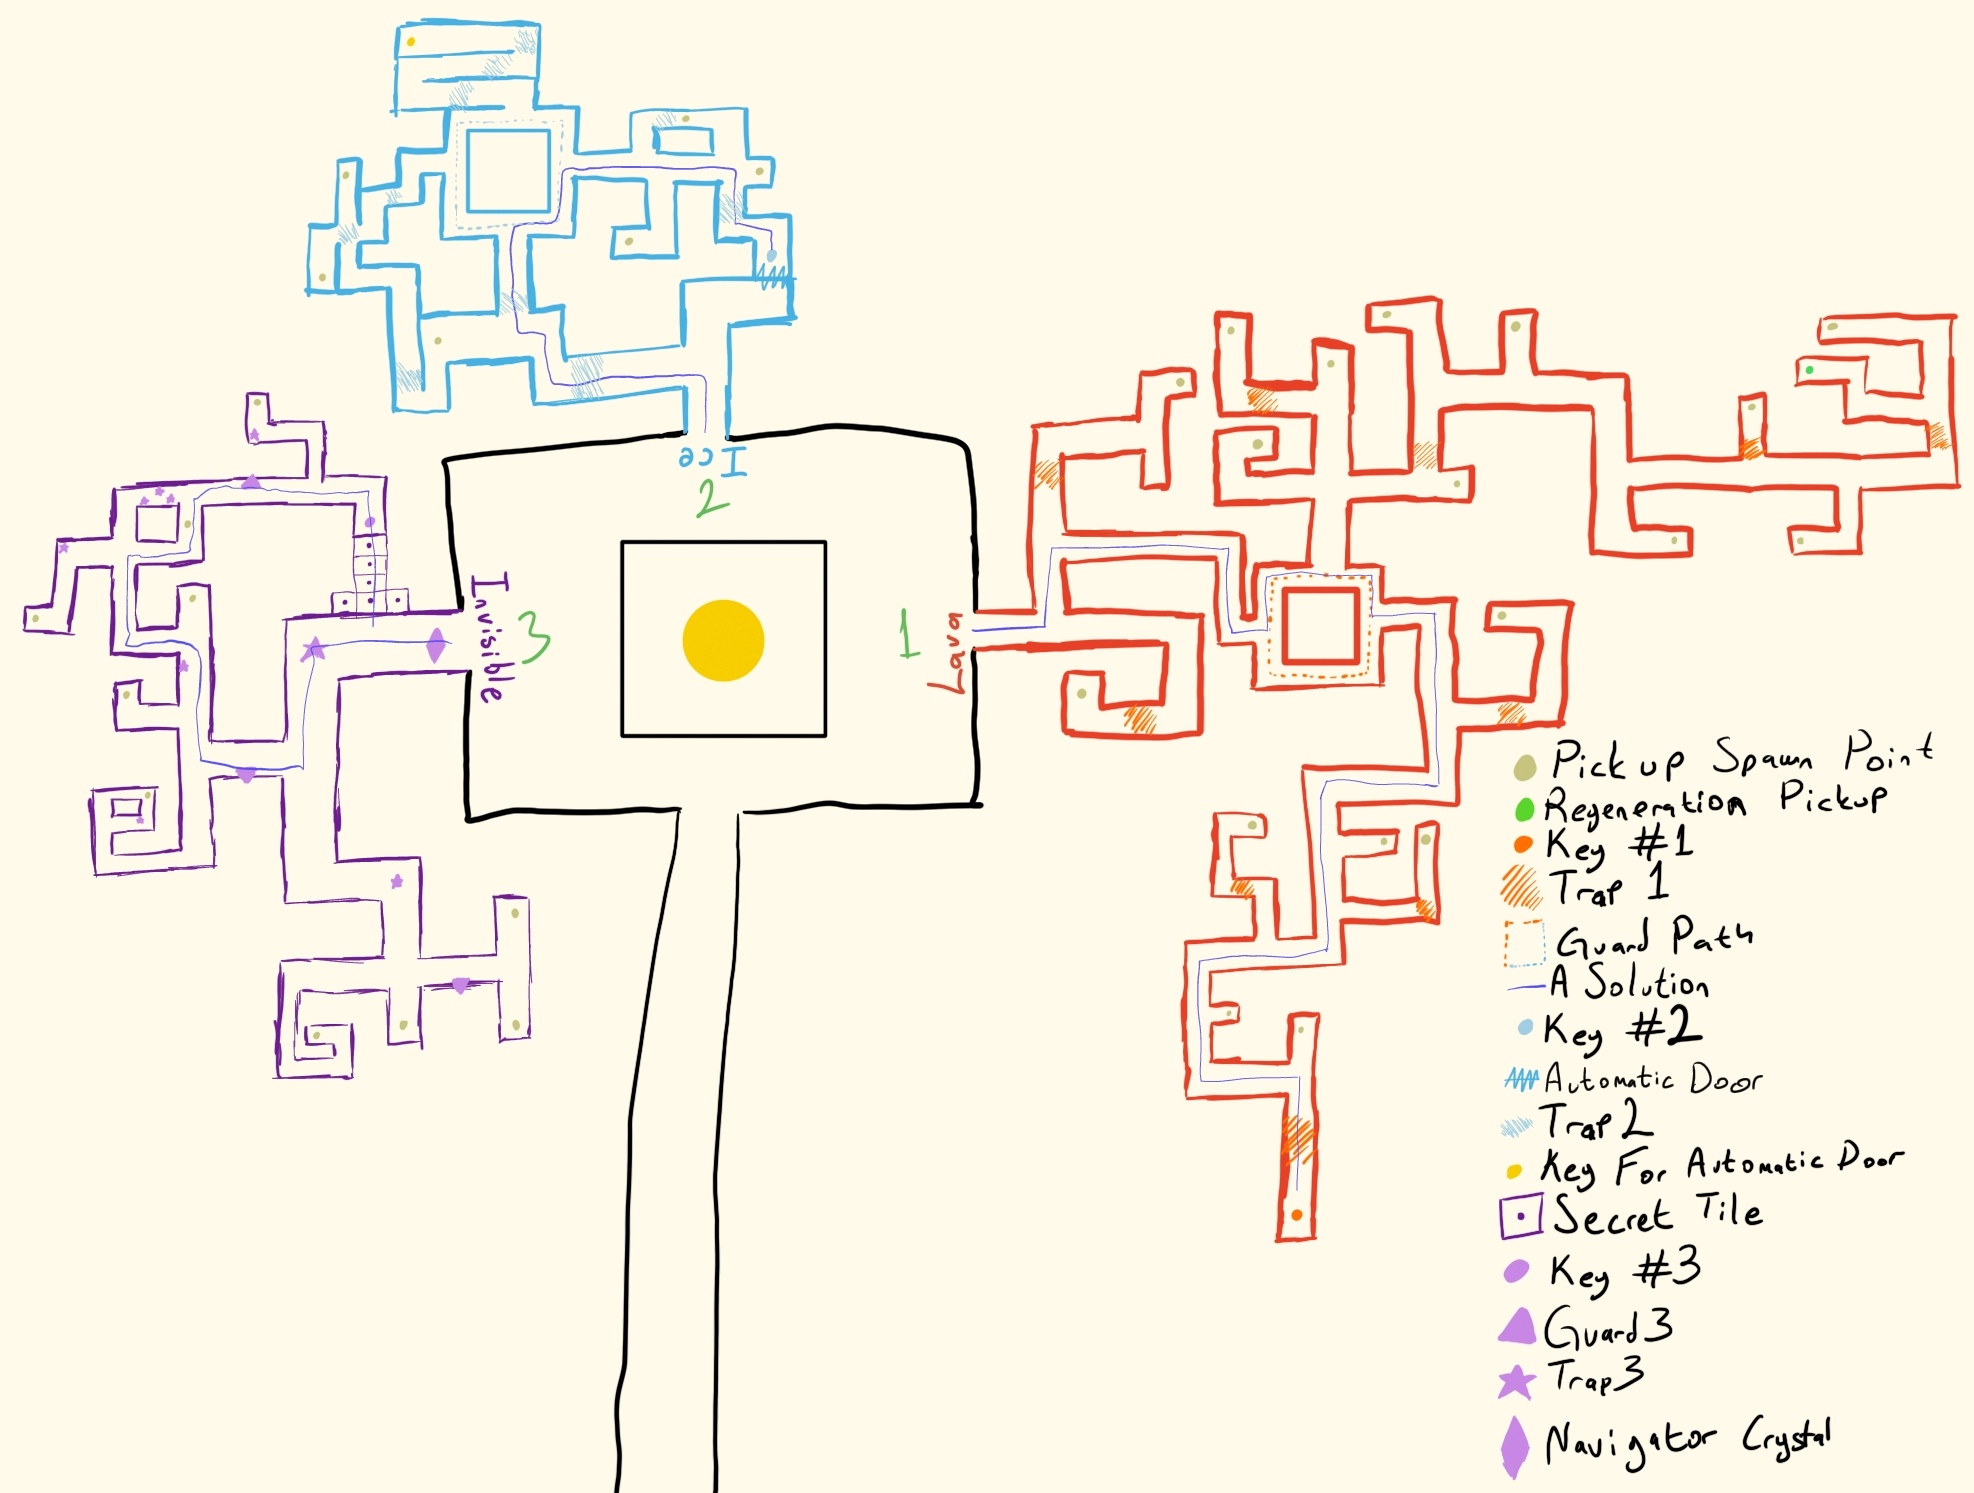 Ice
2
Invisible
3
1
Lava
Pick up Spawn Point
Regeneration Pickup
Key #1
Trap 1
Guard Path
A Solution
Key #2
Automatic Door
Trap 2
Key For Automatic Door
Secret Tile
Key #3
Guard 3
Trap 3
Navigator Crystal